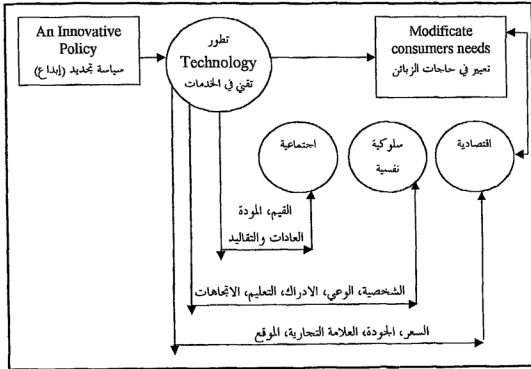 An Innovative
Policy
سياسة تجديد (إبداع)
تطور
Technology
تقني في الخدمات
Modificate
consumers needs
تعيير في حاجات الزبائن
اجتماعية
سلوكية
نفسية
اقتصادية
القيم، المودة
العادات والتقاليد
الشخصية، الوعي، الادراك، التعليم، الاتجاهات
السعر، الجودة، العلامة التجارية، الموقع